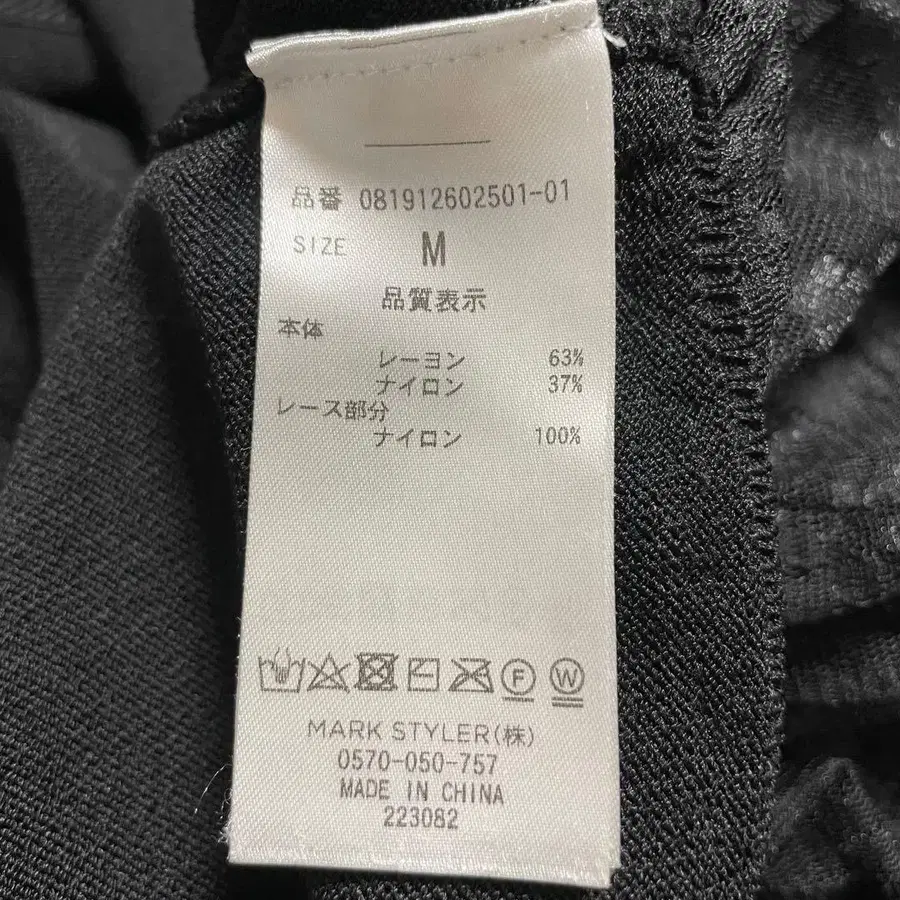 品番 081912602501-01
SIZE M
品質表示
本体
レーヨン 63%
ナイロン 37%
レース部分
ナイロン 100%
F W
MARK STYLER(株)
0570-050-757
MADE IN CHINA
223082